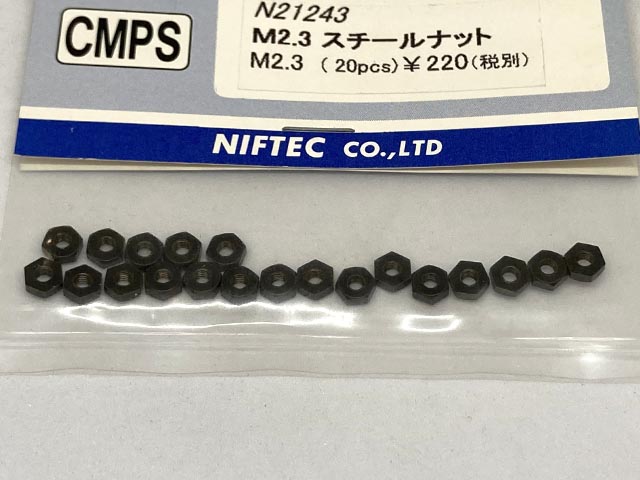 CMPS
N21243
M2.3 スチールナット
M2.3 (20pcs)¥220(税別)
NIFTEC CO.,LTD